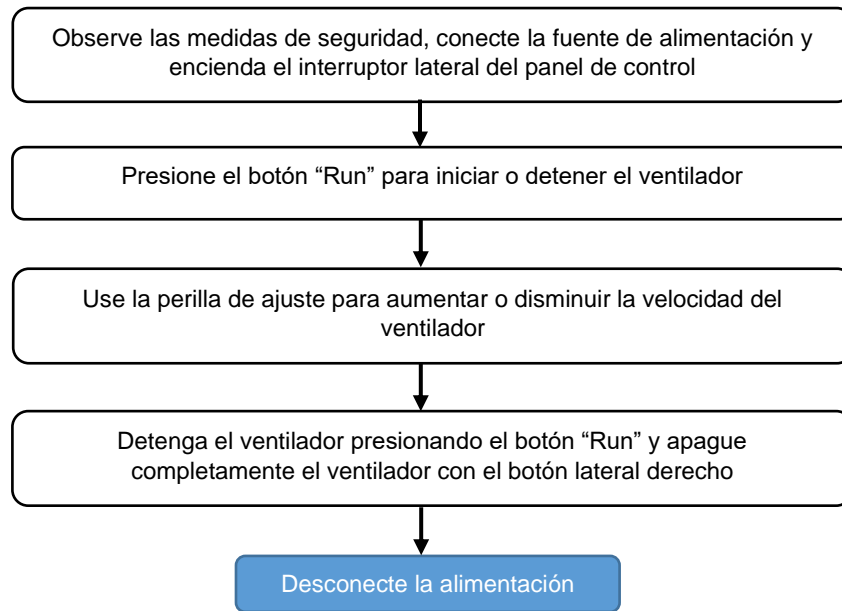 Observe las medidas de seguridad, conecte la fuente de alimentación y
encienda el interruptor lateral del panel de control
Presione el botón “Run” para iniciar o detener el ventilador
Use la perilla de ajuste para aumentar o disminuir la velocidad del
ventilador
Detenga el ventilador presionando el botón “Run” y apague
completamente el ventilador con el botón lateral derecho
Desconecte la alimentación